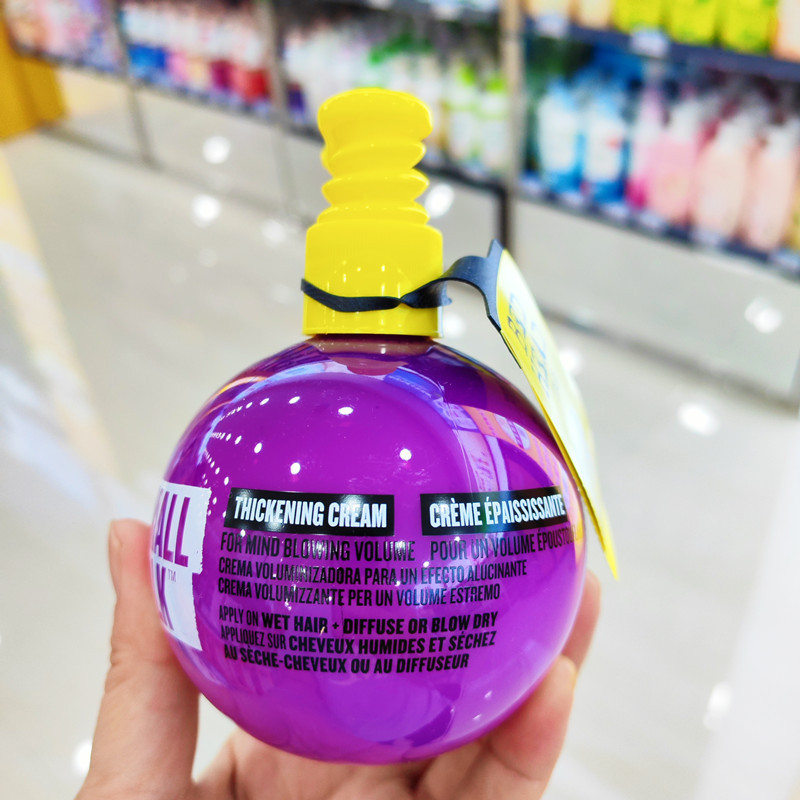 ALL
THICKENING CREAM
CRÈME ÉPAISSISSANTE
FOR MIND BLOWING VOLUME
POUR UN VOLUME ÉPOUSTOU
CREMA VOLUMINIZADORA PARA UN EFECTO ALUCINANTE
CREMA VOLUMIZZANTE PER UN VOLUME ESTREMO
APPLY ON WET HAIR + DIFFUSE OR BLOW DRY
APPLIQUEZ SUR CHEVEUX HUMIDES ET SÉCHEZ
AU SÈCHE-CHEVEUX OU AU DIFFUSEUR